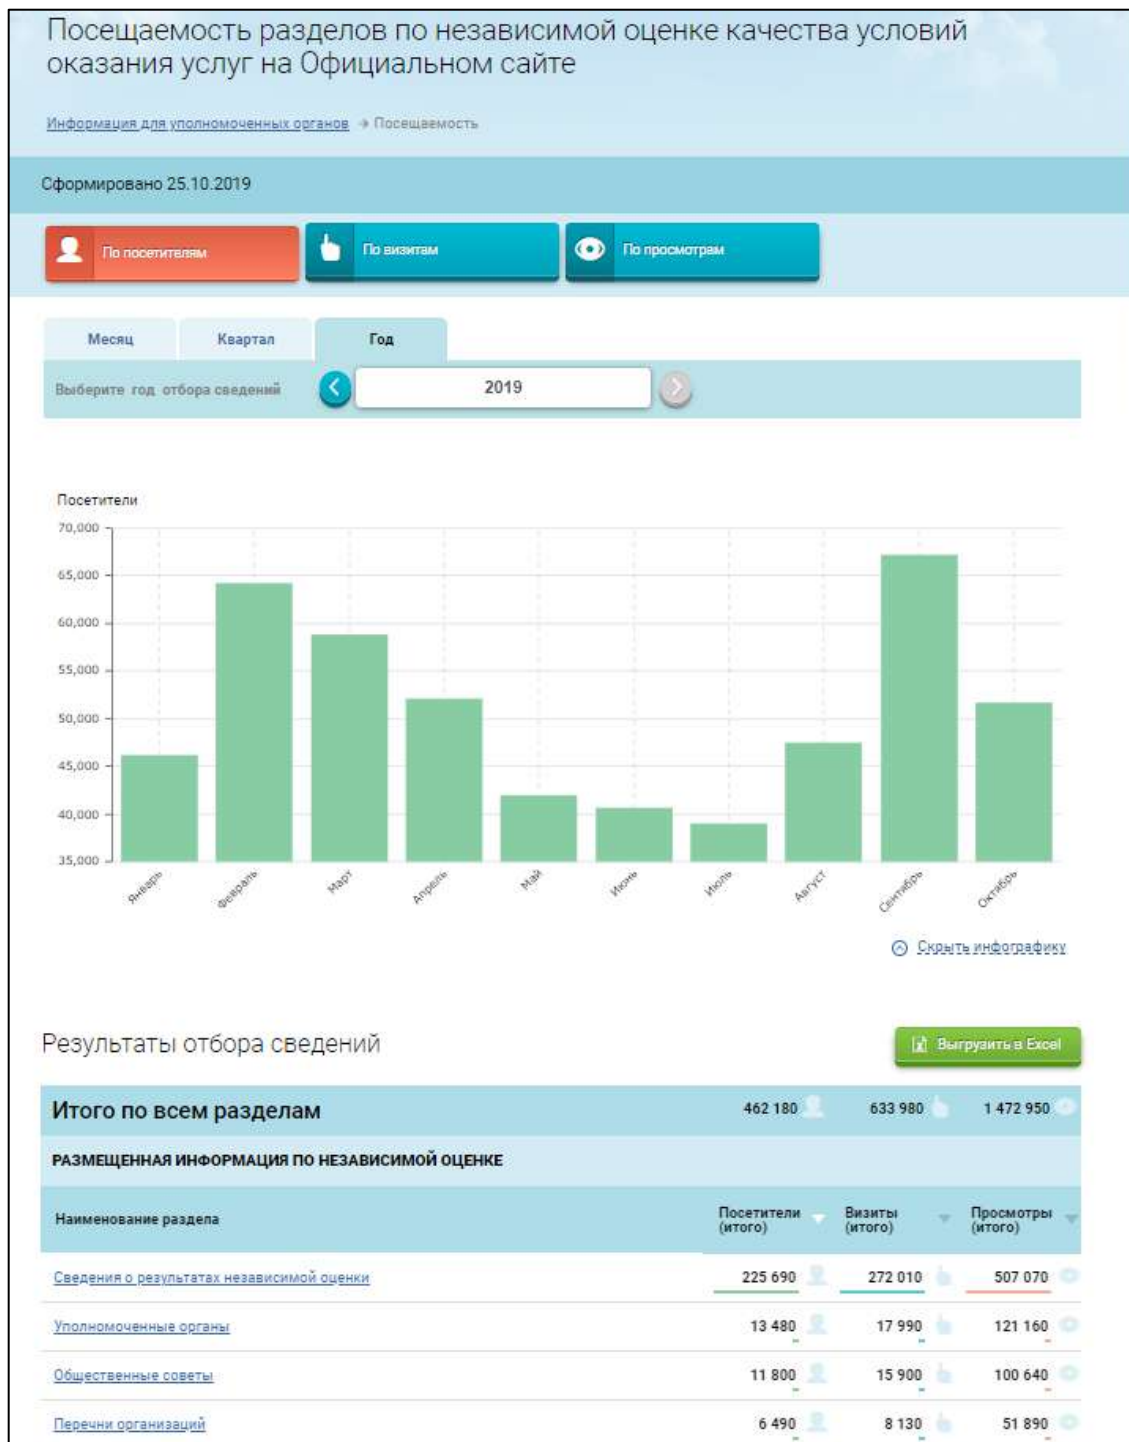 Посещаемость разделов по независимой оценке качества условий
оказания услуг на Официальном сайте
Информация для уполномоченных органов → Посещаемость
Сформировано 25.10.2019
По посетителям
По визитам
По просмотрам
Месяц
Квартал
Год
Выберите год отбора сведений
2019
Посетители
70,000
65,000
60,000
55,000
50,000
45,000
40,000
35,000
Январь
Февраль
Март
Апрель
Май
Июнь
Июль
Август
Сентябрь
Октябрь
Скрыть инфографику
Результаты отбора сведений
Выгрузить в Excel
Итого по всем разделам 462 180 633 980 1 472 950
РАЗМЕЩЕННАЯ ИНФОРМАЦИЯ ПО НЕЗАВИСИМОЙ ОЦЕНКЕ
Наименование раздела
Посетители (итого)
Визиты (итого)
Просмотры (итого)
Сведения о результатах независимой оценки 225 690 272 010 507 070
Уполномоченные органы 13 480 17 990 121 160
Общественные советы 11 800 15 900 100 640
Перечни организаций 6 490 8 130 51 890